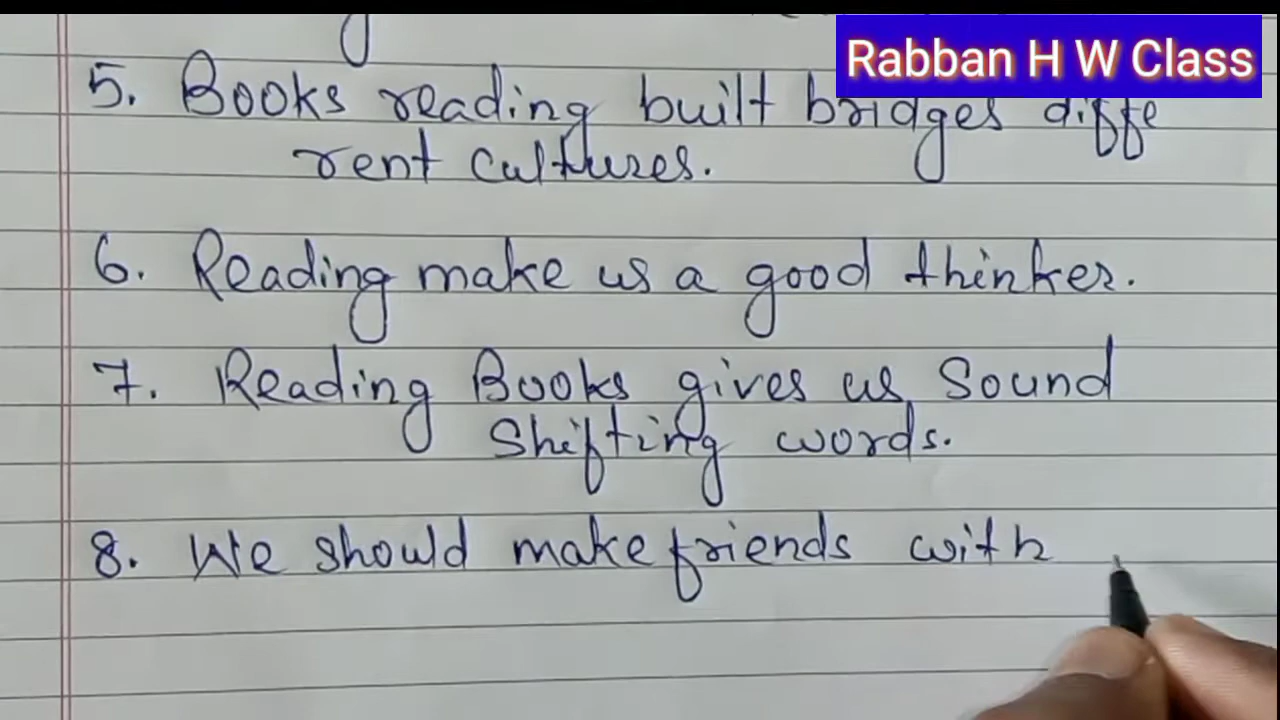 Rabban H W Class
5. Books reading built bridges diffe
rent cultures.
6. Reading make us a good thinker.
7. Reading Books gives us Sound
Shifting words.
8. We should make friends with